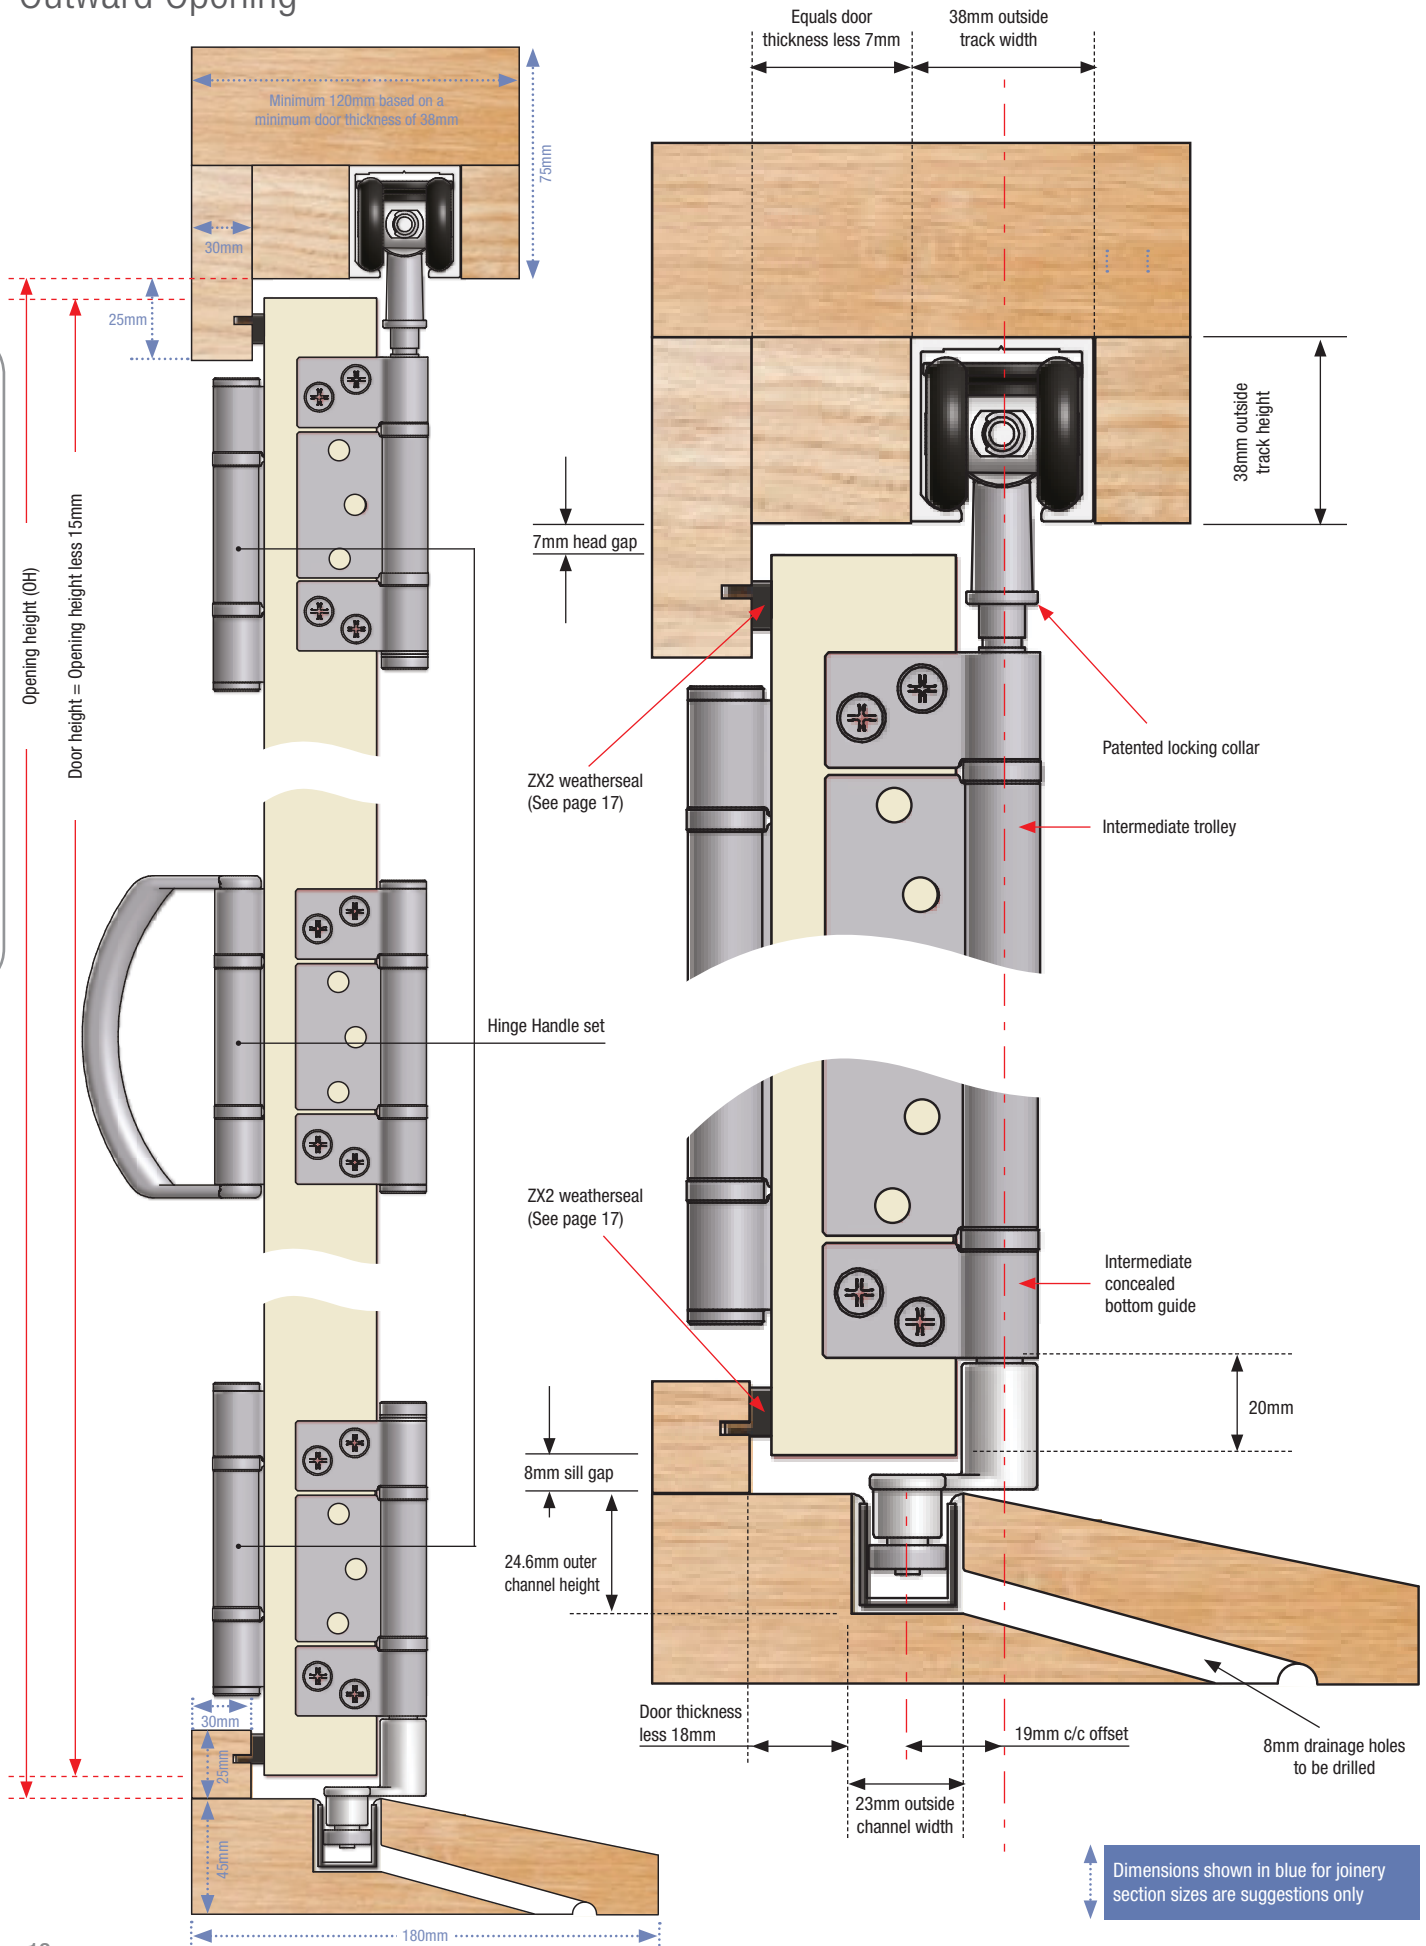 Outward Opening
Equals door
thickness less 7mm
38mm outside
track width
Minimum 120mm based on a
minimum door thickness of 38mm
75mm
30mm
25mm
38mm outside
track height
7mm head gap
Opening height (OH)
Door height = Opening height less 15mm
ZX2 weatherseal
(See page 17)
Patented locking collar
Intermediate trolley
Hinge Handle set
ZX2 weatherseal
(See page 17)
Intermediate
concealed
bottom guide
20mm
8mm sill gap
24.6mm outer
channel height
30mm
25mm
45mm
180mm
Door thickness
less 18mm
19mm c/c offset
23mm outside
channel width
8mm drainage holes
to be drilled
Dimensions shown in blue for joinery
section sizes are suggestions only